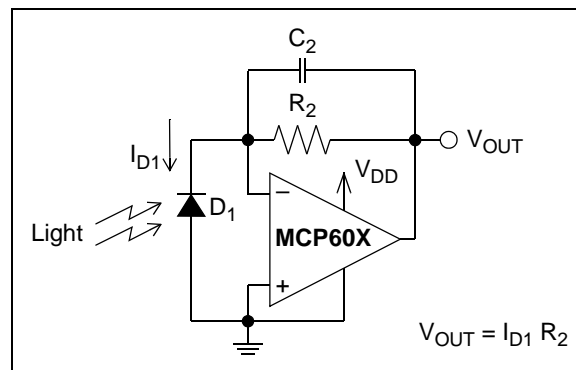 C2
R2
ID1
VOUT
VDD
−
D1
Light
MCP60X
+
VOUT = ID1 R2